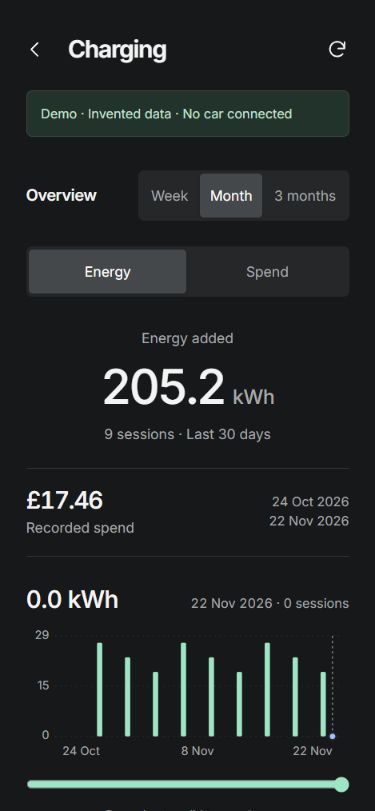 Charging
Demo · Invented data · No car connected
Overview
Week
Month
3 months
Energy
Spend
Energy added
205.2 kWh
9 sessions · Last 30 days
£17.46
Recorded spend
24 Oct 2026
22 Nov 2026
0.0 kWh
22 Nov 2026 · 0 sessions
29
15
0
24 Oct
8 Nov
22 Nov